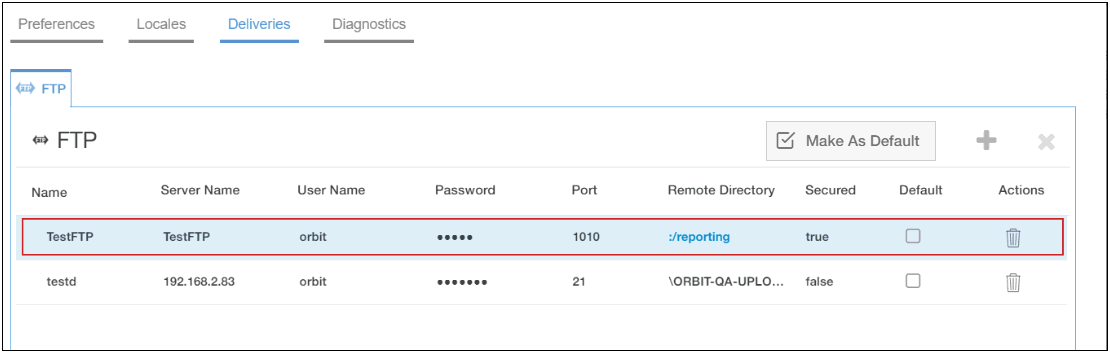 Preferences Locales Deliveries Diagnostics
FTP FTP
FTP FTP Make As Default
Name Server Name User Name Password Port Remote Directory Secured Default Actions
TestFTP TestFTP orbit ••••• 1010 :/reporting true
testd 192.168.2.83 orbit ••••••• 21 \ORBIT-QA-UPLO... false